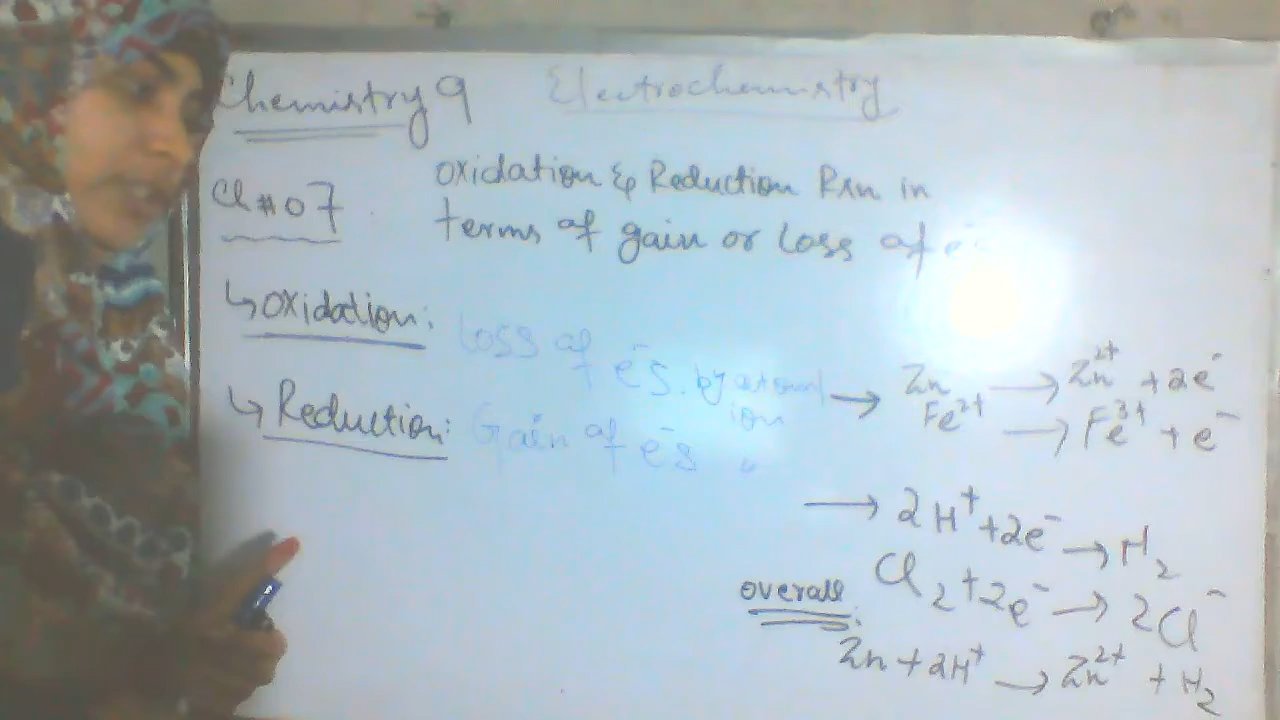 Chemistry 9
Electrochemistry
Ch # 07
Oxidation & Reduction Rxn in
terms of gain or loss of e
↳ Oxidation: Loss of e⁻s. by atom/
ion
→ Zn → Zn²⁺ + 2e⁻
Fe²⁺ → Fe³⁺ + e⁻
↳ Reduction: Gain of e⁻s "
→ 2H⁺ + 2e⁻ → H₂
Cl₂ + 2e⁻ → 2Cl⁻
overall:
Zn + 2H⁺ → Zn²⁺ + H₂